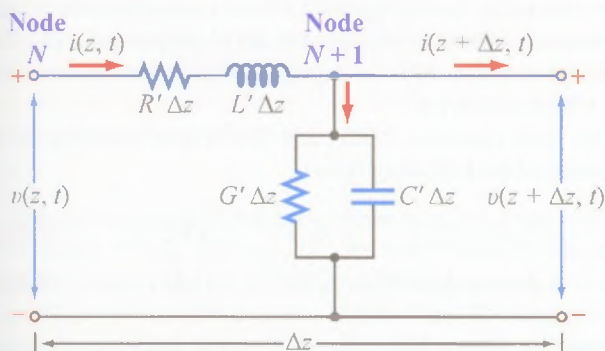 Node
N
i(z, t)
Node
N + 1
i(z + Δz, t)
+
+
R′ Δz
L′ Δz
v(z, t)
G′ Δz
C′ Δz
v(z + Δz, t)
−
−
Δz